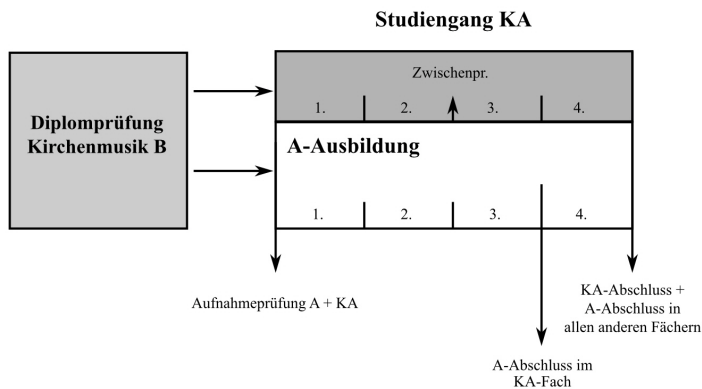 Studiengang KA
Zwischenpr.
1. 2. 3. 4.
Diplomprüfung
Kirchenmusik B
A-Ausbildung
1. 2. 3. 4.
Aufnahmeprüfung A + KA
KA-Abschluss +
A-Abschluss in
allen anderen Fächern
A-Abschluss im
KA-Fach